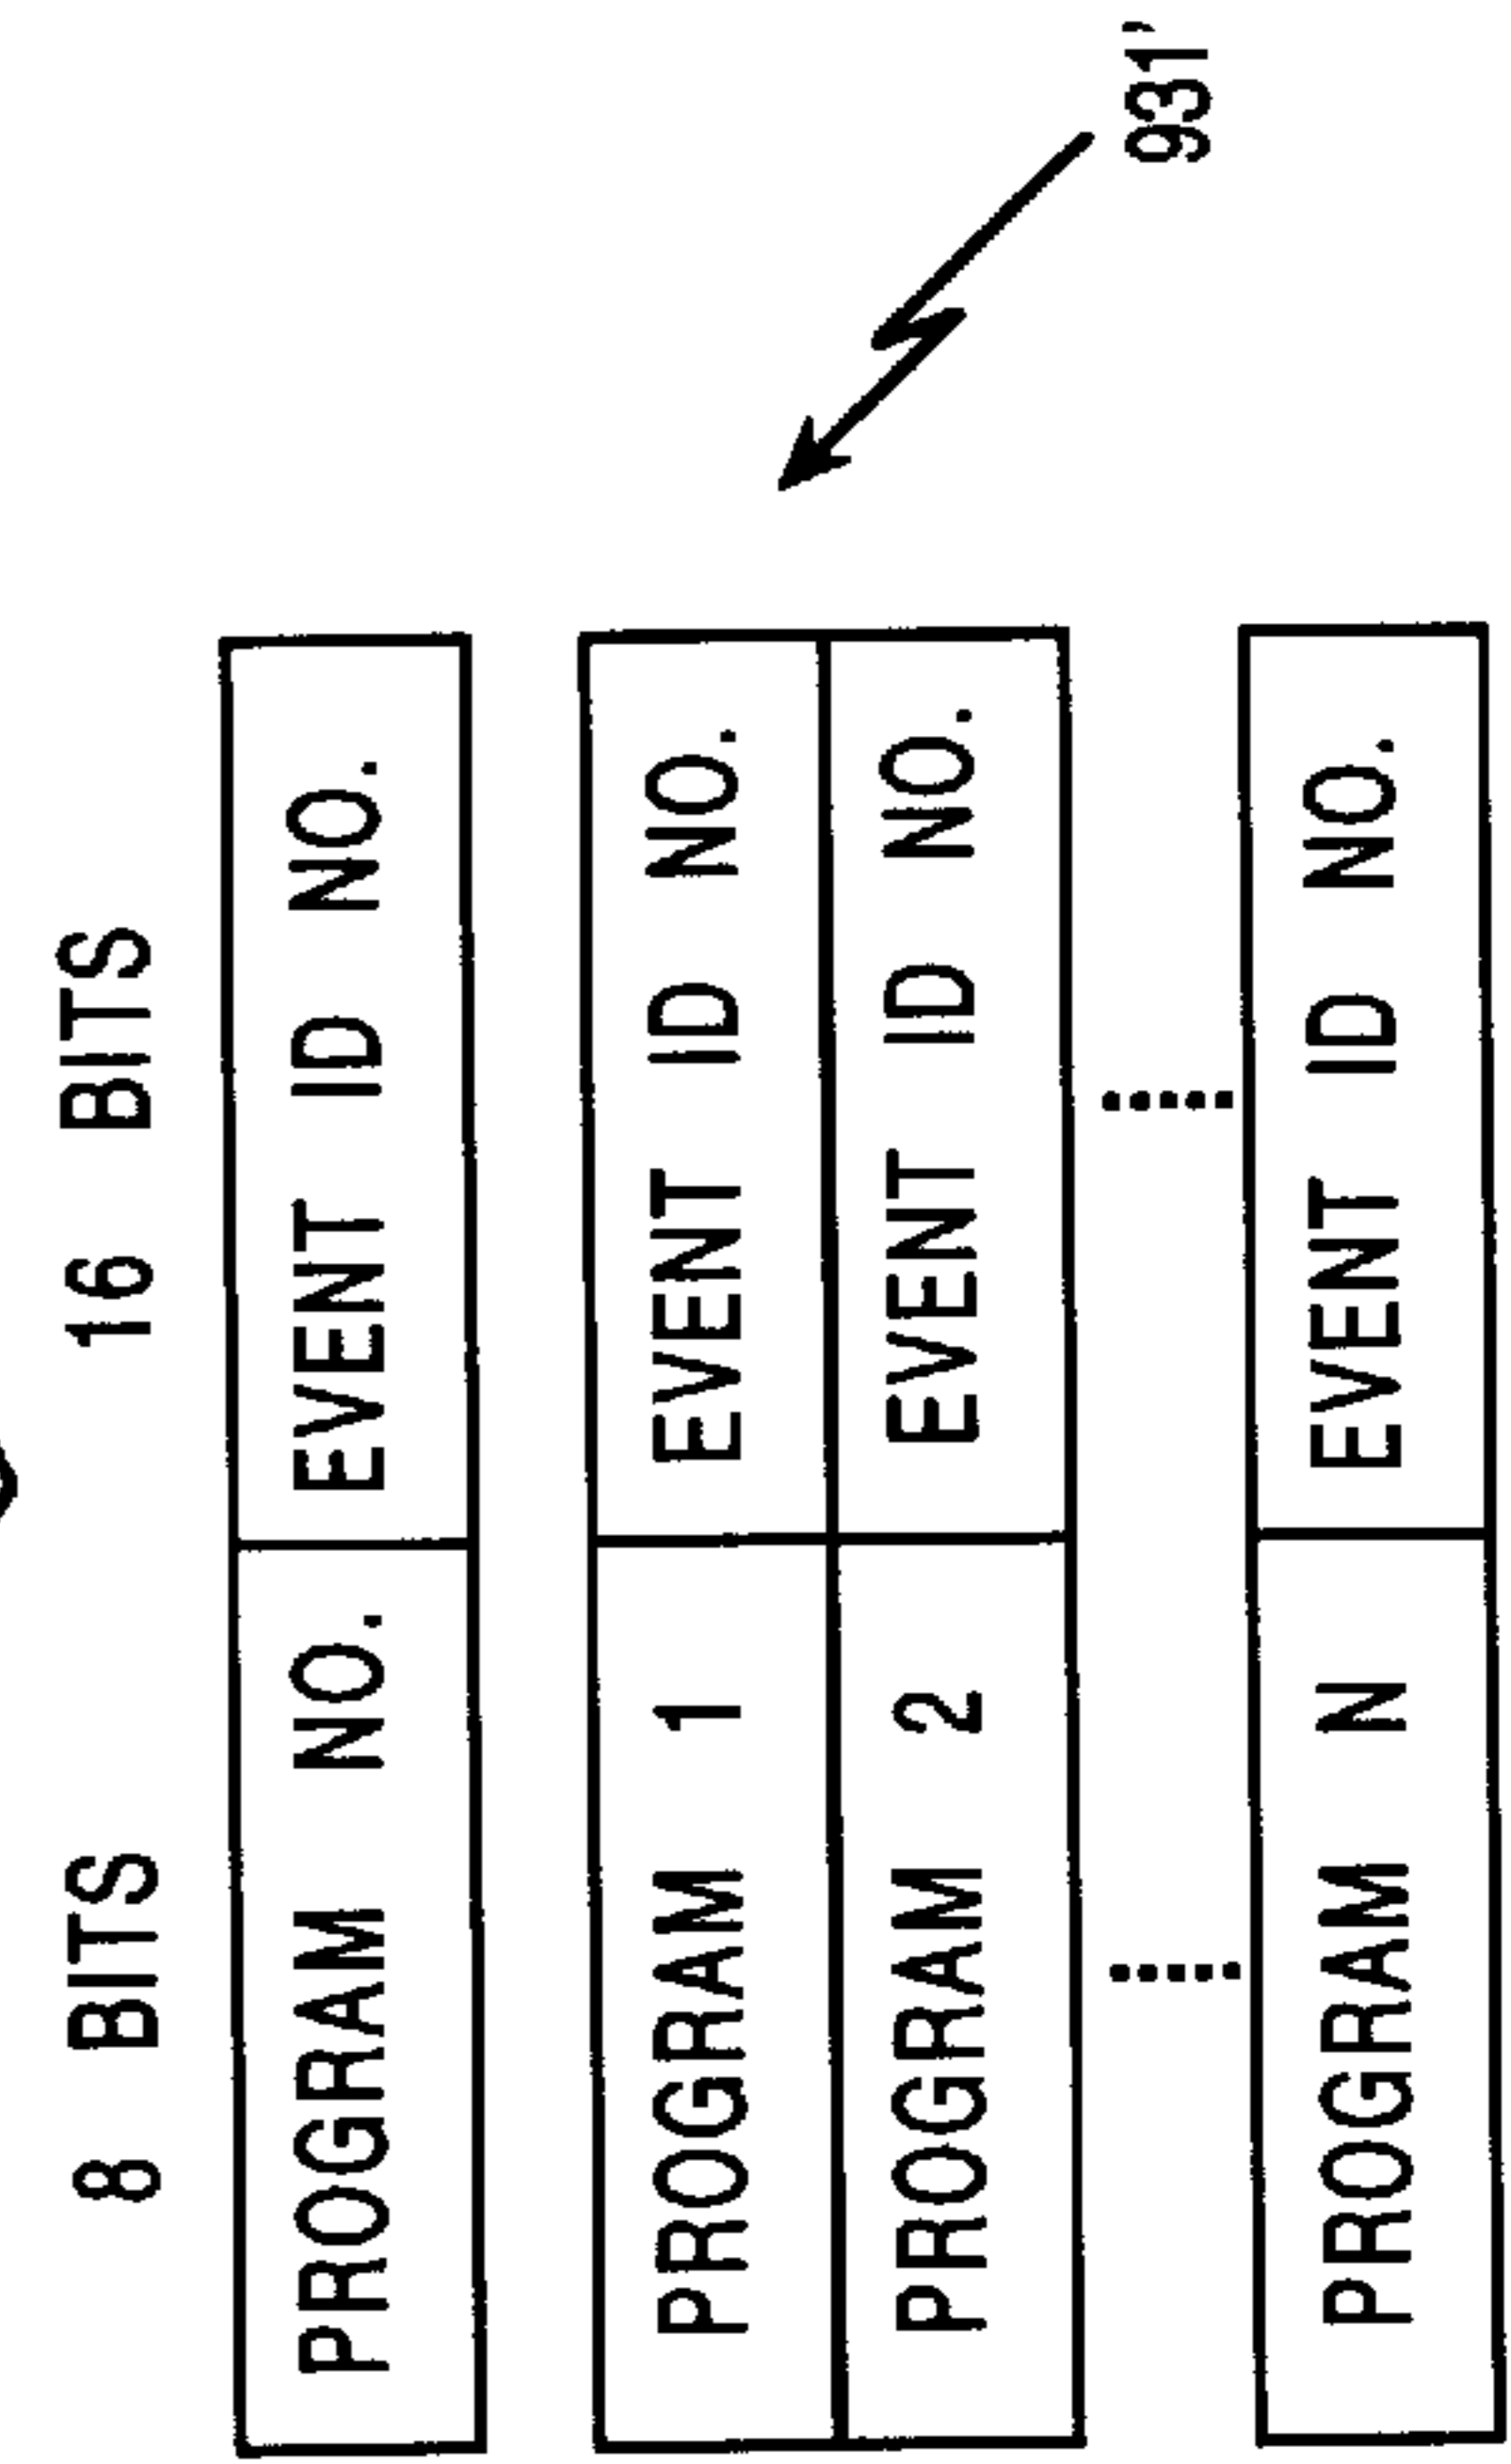 8 BITS 16 BITS
PROGRAM NO. EVENT ID NO.
PROGRAM 1 EVENT ID NO.
PROGRAM 2 EVENT ID NO.
PROGRAM N EVENT ID NO.
931'